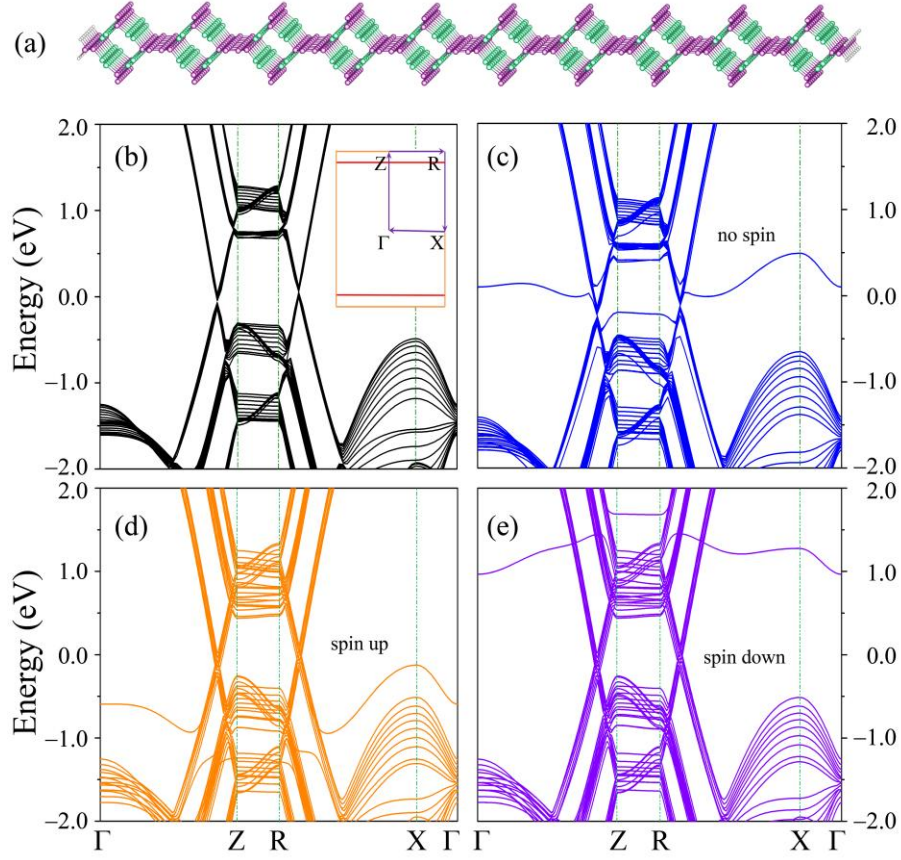 (a)
2.0 (b) Z R Γ X 2.0 (c) no spin 2.0
1.0 1.0
0.0 0.0
−1.0 −1.0
−2.0 −2.0
Energy (eV)
2.0 (d) spin up (e) spin down 2.0
1.0 1.0
0.0 0.0
−1.0 −1.0
−2.0 −2.0
Energy (eV)
Γ Z R X Γ Γ Z R X Γ